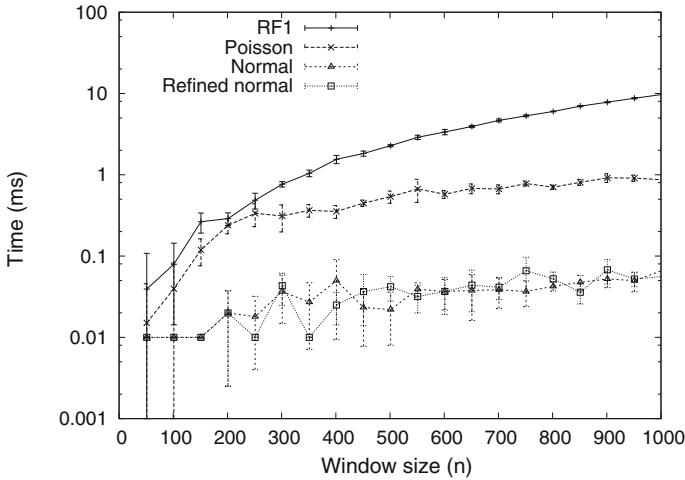 100
10
1
0.1
0.01
0.001
Time (ms)
RF1
Poisson
Normal
Refined normal
0 100 200 300 400 500 600 700 800 900 1000
Window size (n)